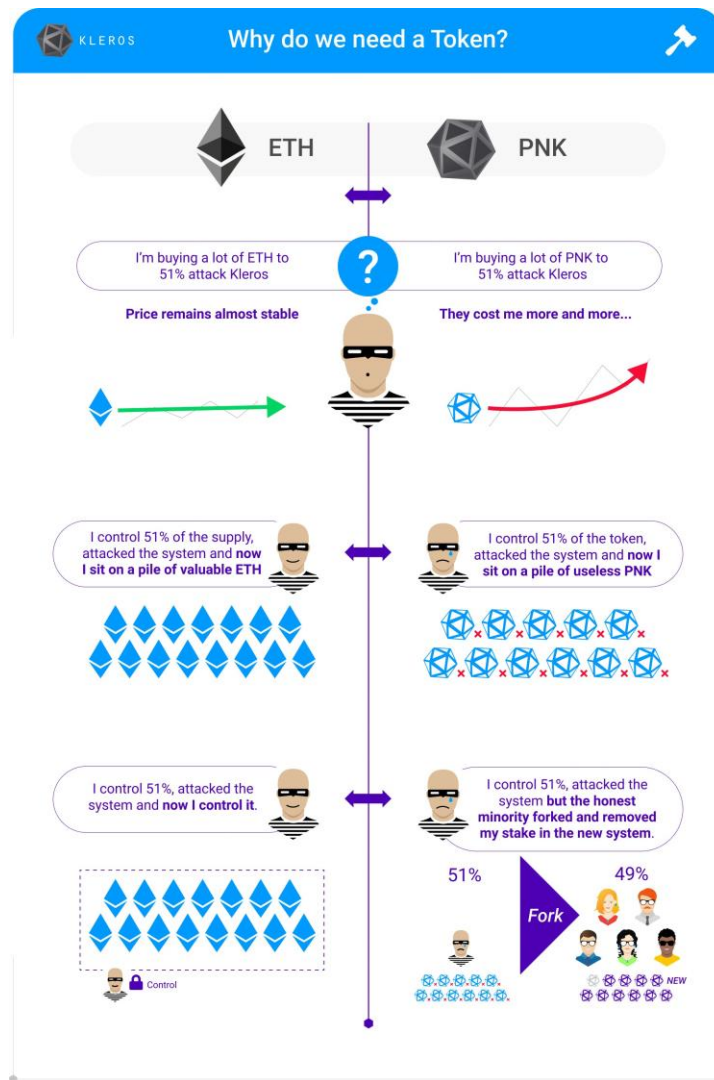 KLEROS
Why do we need a Token?
ETH
PNK
I'm buying a lot of ETH to
51% attack Kleros
?
I'm buying a lot of PNK to
51% attack Kleros
Price remains almost stable
They cost me more and more...
I control 51% of the supply,
attacked the system and now
I sit on a pile of valuable ETH
I control 51% of the token,
attacked the system and now I
sit on a pile of useless PNK
I control 51%, attacked the
system and now I control it.
I control 51%, attacked the
system but the honest
minority forked and removed
my stake in the new system.
51%
Fork
49%
NEW
Control